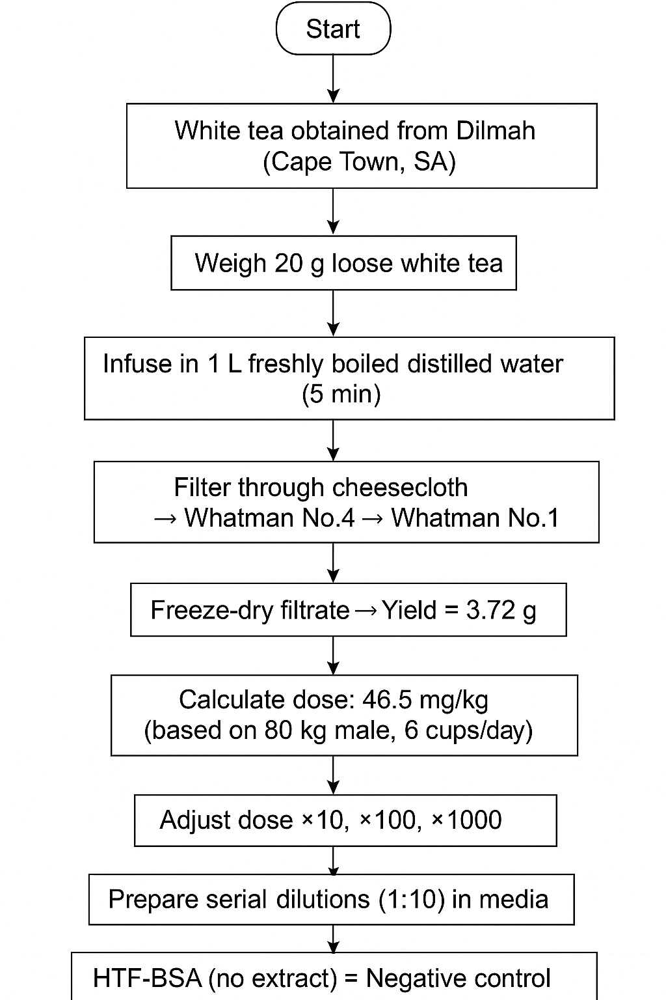 Start
White tea obtained from Dilmah
(Cape Town, SA)
Weigh 20 g loose white tea
Infuse in 1 L freshly boiled distilled water
(5 min)
Filter through cheesecloth
→ Whatman No.4 → Whatman No.1
Freeze-dry filtrate → Yield = 3.72 g
Calculate dose: 46.5 mg/kg
(based on 80 kg male, 6 cups/day)
Adjust dose ×10, ×100, ×1000
Prepare serial dilutions (1:10) in media
HTF-BSA (no extract) = Negative control